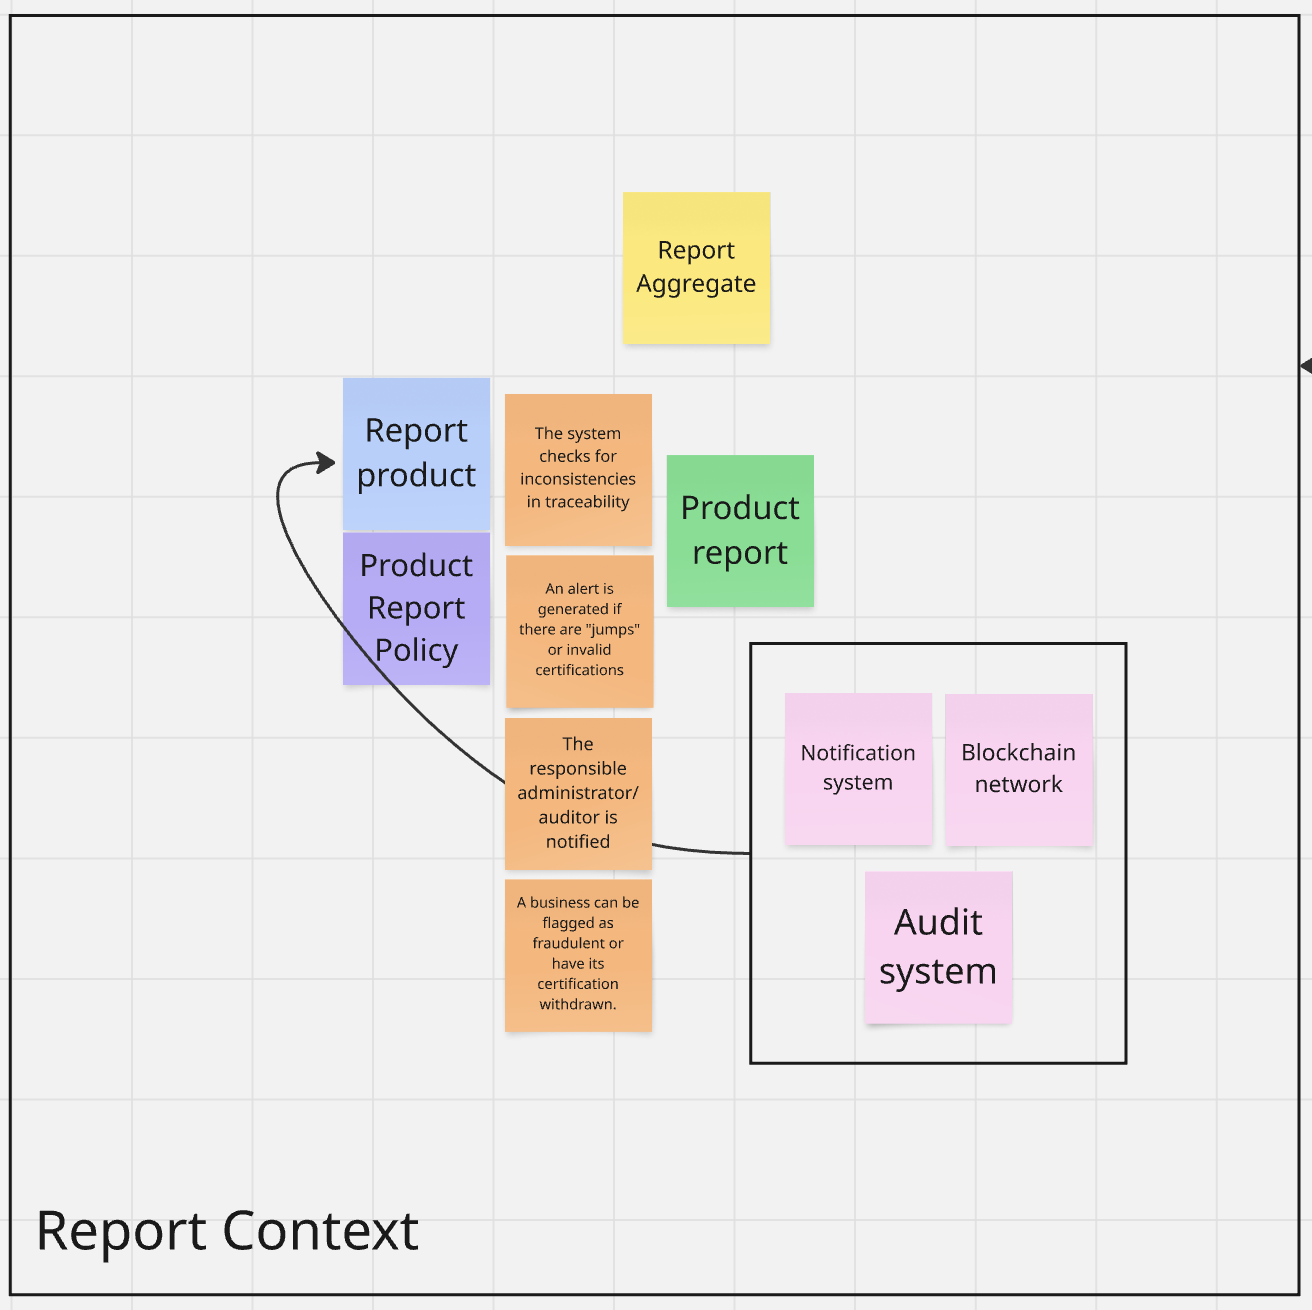 Report
Aggregate
Report
product
The system
checks for
inconsistencies
in traceability
Product
report
Product
Report
Policy
An alert is
generated if
there are "jumps"
or invalid
certifications
The
responsible
administrator/
auditor is
notified
Notification
system
Blockchain
network
A business can be
flagged as
fraudulent or
have its
certification
withdrawn.
Audit
system
Report Context